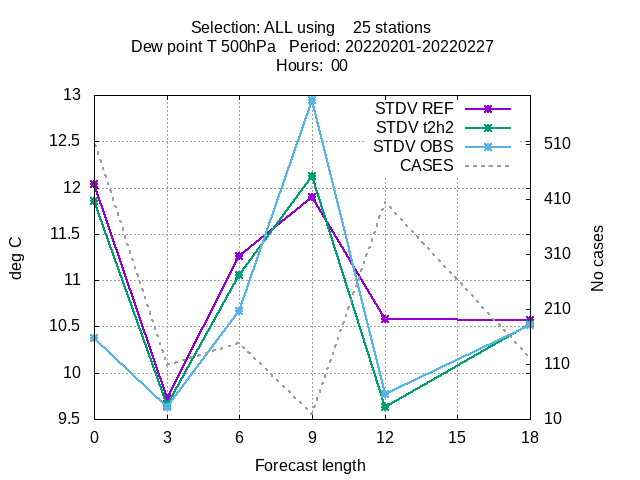 Selection: ALL using    25 stations
Dew point T 500hPa   Period: 20220201-20220227
Hours:  00
STDV REF
STDV t2h2
STDV OBS
CASES
13
12.5
12
11.5
11
10.5
10
9.5
deg C
510
410
310
210
110
10
No cases
0 3 6 9 12 15 18
Forecast length